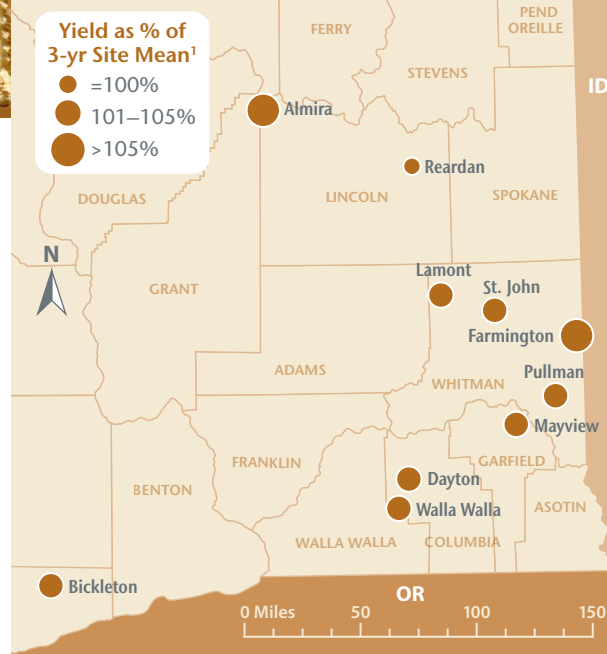 Yield as % of
3-yr Site Mean¹
=100%
101–105%
>105%
FERRY
PEND
OREILLE
STEVENS
ID
Almira
Reardan
DOUGLAS
LINCOLN
SPOKANE
N
GRANT
Lamont
St. John
Farmington
ADAMS
WHITMAN
Pullman
Mayview
FRANKLIN
GARFIELD
BENTON
Dayton
Walla Walla
ASOTIN
WALLA WALLA
COLUMBIA
Bickleton
OR
0 Miles 50 100 150